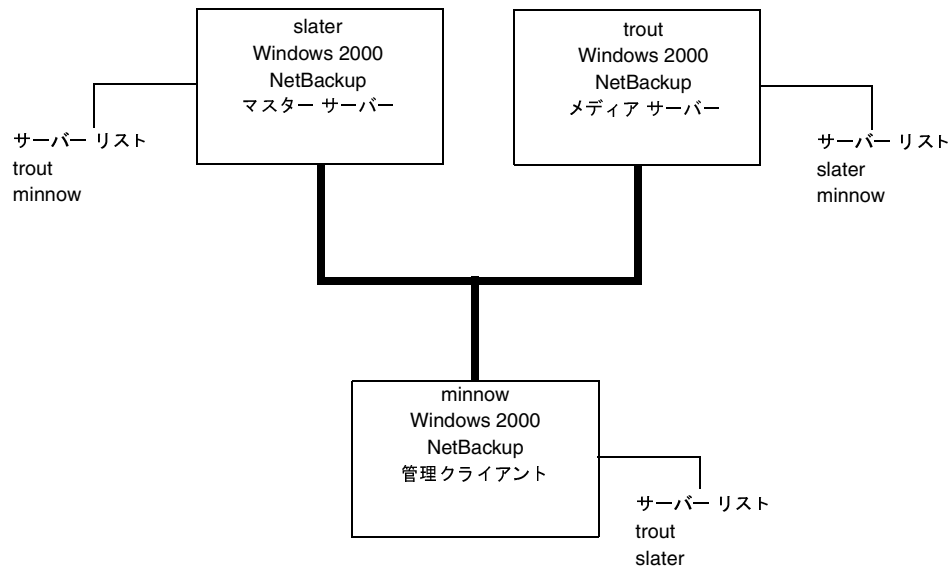 slater
Windows 2000
NetBackup
マスター サーバー
サーバー リスト
trout
minnow
trout
Windows 2000
NetBackup
メディア サーバー
サーバー リスト
slater
minnow
minnow
Windows 2000
NetBackup
管理クライアント
サーバー リスト
trout
slater